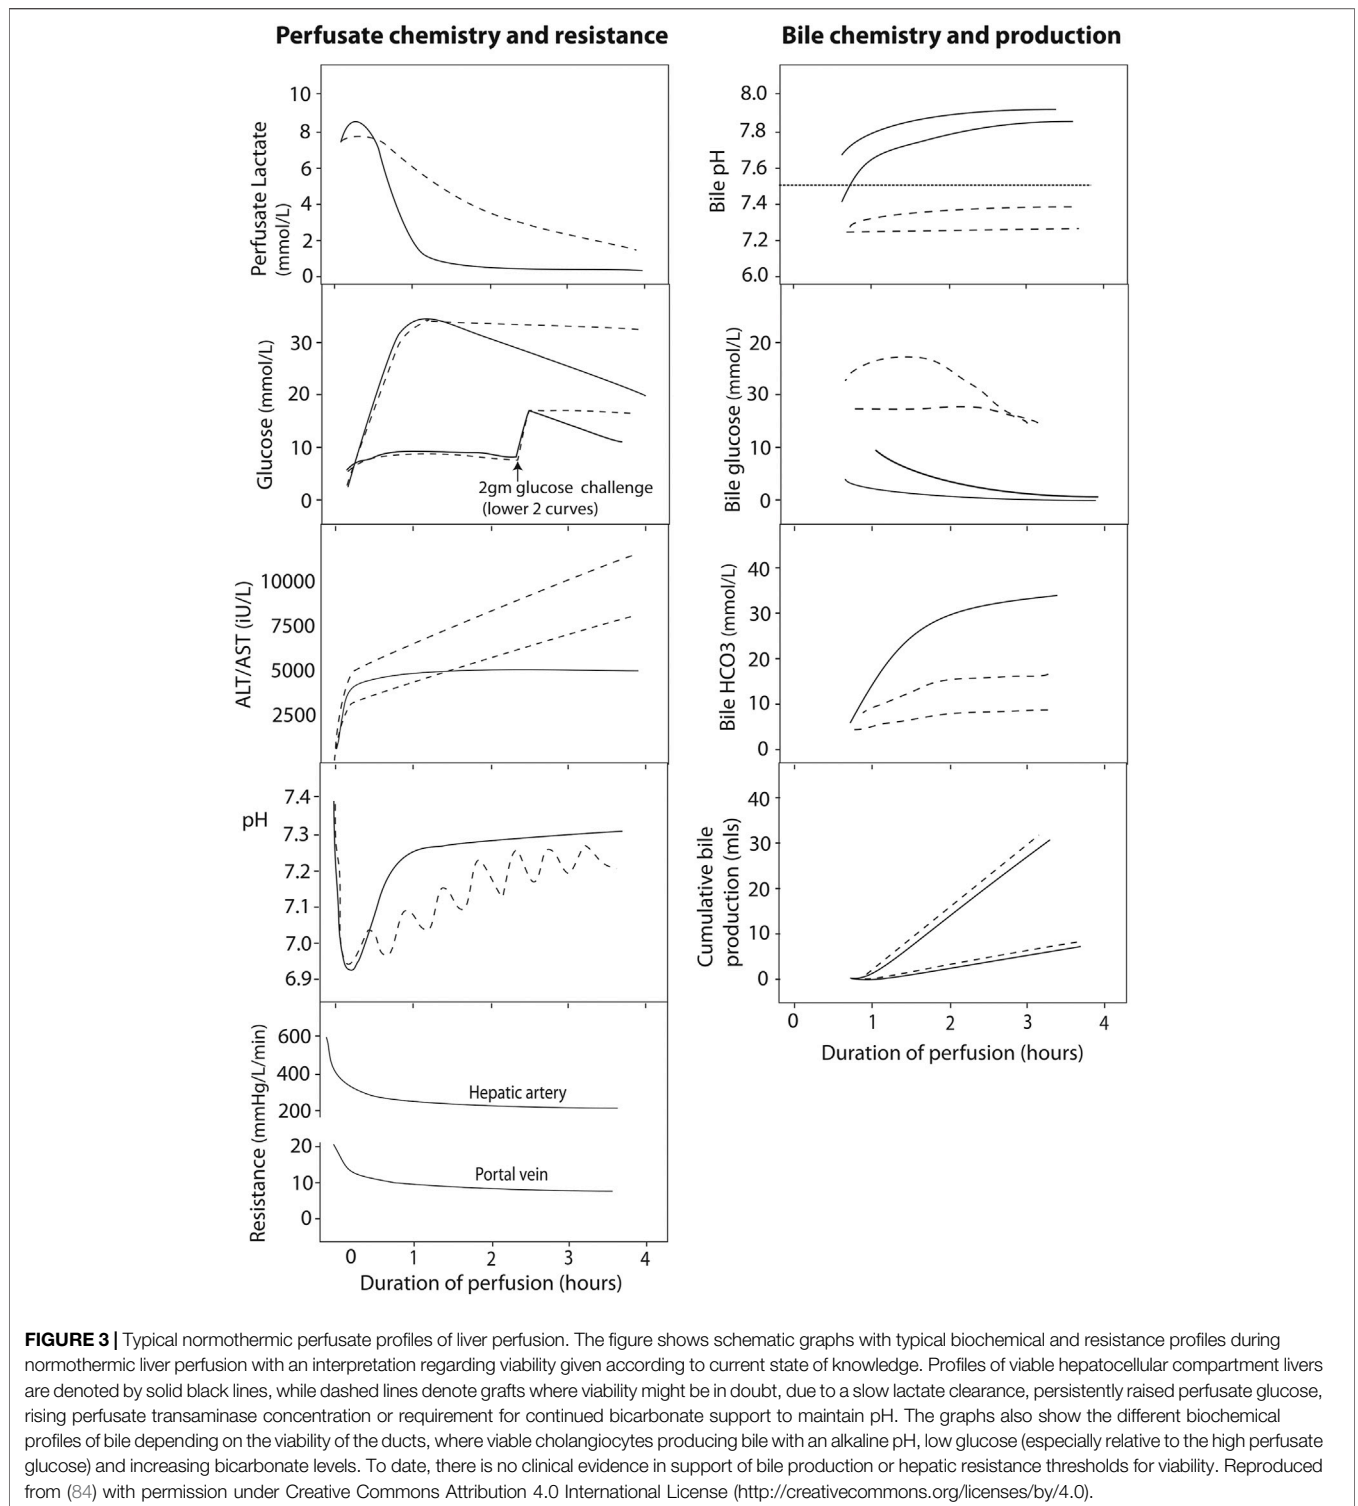 Perfusate chemistry and resistance
Bile chemistry and production
Perfusate Lactate
(mmol/L)
10
8
6
4
2
0
Glucose (mmol/L)
30
20
10
0
2gm glucose challenge
(lower 2 curves)
ALT/AST (iU/L)
10000
7500
5000
2500
pH
7.4
7.3
7.2
7.1
7.0
6.9
Resistance (mmHg/L/min)
600
400
200
Hepatic artery
20
10
0
Portal vein
0 1 2 3 4
Duration of perfusion (hours)
Bile pH
8.0
7.8
7.6
7.4
7.2
6.0
Bile glucose (mmol/L)
20
30
10
0
Bile HCO3 (mmol/L)
40
30
20
10
0
Cumulative bile
production (mls)
40
30
20
10
0
0 1 2 3 4
Duration of perfusion (hours)
FIGURE 3 | Typical normothermic perfusate profiles of liver perfusion. The figure shows schematic graphs with typical biochemical and resistance profiles during
normothermic liver perfusion with an interpretation regarding viability given according to current state of knowledge. Profiles of viable hepatocellular compartment livers
are denoted by solid black lines, while dashed lines denote grafts where viability might be in doubt, due to a slow lactate clearance, persistently raised perfusate glucose,
rising perfusate transaminase concentration or requirement for continued bicarbonate support to maintain pH. The graphs also show the different biochemical
profiles of bile depending on the viability of the ducts, where viable cholangiocytes producing bile with an alkaline pH, low glucose (especially relative to the high perfusate
glucose) and increasing bicarbonate levels. To date, there is no clinical evidence in support of bile production or hepatic resistance thresholds for viability. Reproduced
from (84) with permission under Creative Commons Attribution 4.0 International License (http://creativecommons.org/licenses/by/4.0).